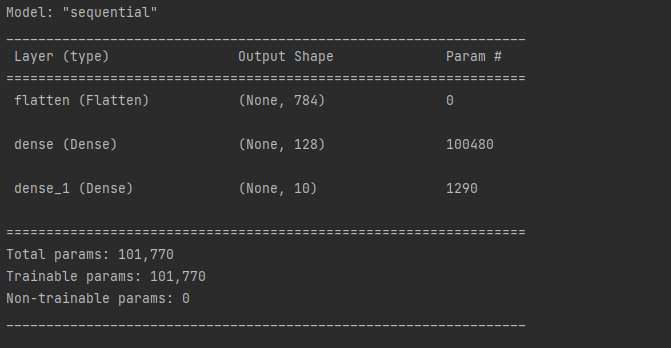 Model: "sequential"
_________________________________________________________________
Layer (type)                Output Shape              Param #
=================================================================
flatten (Flatten)           (None, 784)               0
dense (Dense)               (None, 128)               100480
dense_1 (Dense)             (None, 10)                1290
=================================================================
Total params: 101,770
Trainable params: 101,770
Non-trainable params: 0
_________________________________________________________________